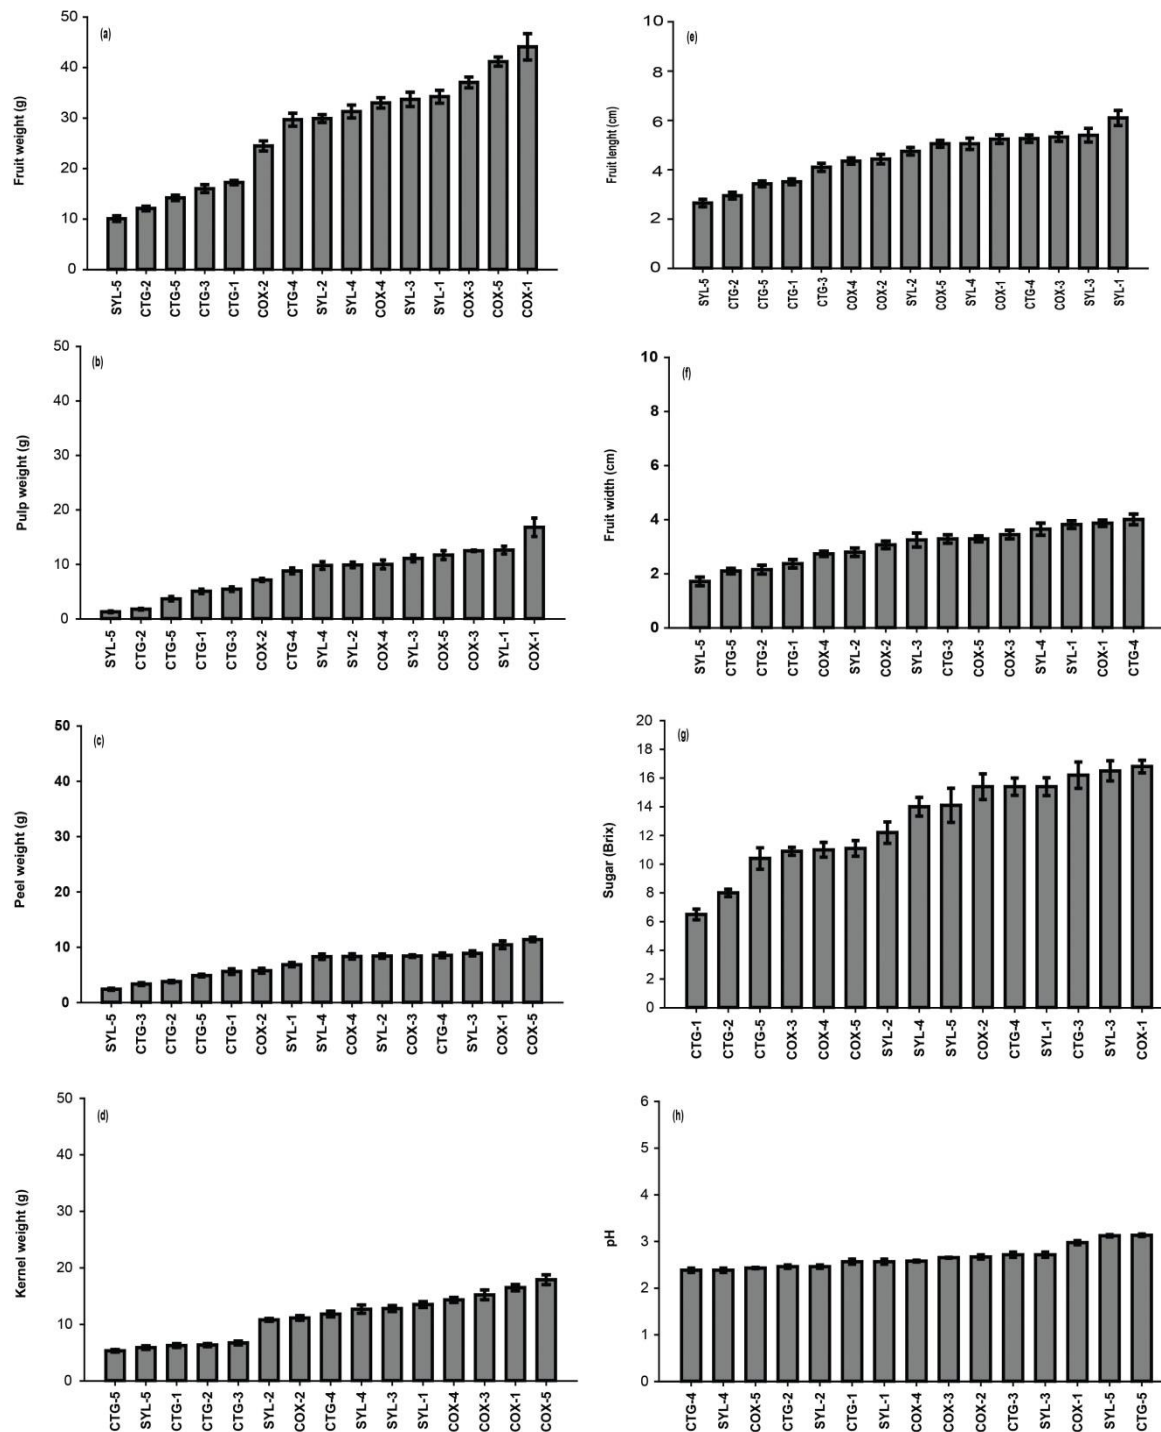 (a)
Fruit weight (g)
50
40
30
20
10
0
SYL-5
CTG-2
CTG-5
CTG-3
CTG-1
COX-2
CTG-4
SYL-2
SYL-4
COX-4
SYL-3
SYL-1
COX-3
COX-5
COX-1
(e)
Fruit lenght (cm)
10
8
6
4
2
0
SYL-5
CTG-2
CTG-5
CTG-1
CTG-3
COX-4
COX-2
SYL-2
COX-5
SYL-4
COX-1
CTG-4
COX-3
SYL-3
SYL-1
(b)
Pulp weight (g)
50
40
30
20
10
0
SYL-5
CTG-2
CTG-5
CTG-1
CTG-3
COX-2
CTG-4
SYL-4
SYL-2
COX-4
SYL-3
COX-5
COX-3
SYL-1
COX-1
(f)
Fruit width (cm)
10
8
6
4
2
0
SYL-5
CTG-5
CTG-2
CTG-1
COX-4
SYL-2
COX-2
SYL-3
CTG-3
COX-5
COX-3
SYL-4
SYL-1
COX-1
CTG-4
(c)
Peel weight (g)
50
40
30
20
10
0
SYL-5
CTG-3
CTG-2
CTG-5
CTG-1
COX-2
SYL-1
SYL-4
COX-4
SYL-2
COX-3
CTG-4
SYL-3
COX-1
COX-5
(g)
Sugar (Brix)
20
18
16
14
12
10
8
6
4
2
0
CTG-1
CTG-2
CTG-5
COX-3
COX-4
COX-5
SYL-2
SYL-4
SYL-5
COX-2
CTG-4
SYL-1
CTG-3
SYL-3
COX-1
(d)
Kernel weight (g)
50
40
30
20
10
0
CTG-5
SYL-5
CTG-1
CTG-2
CTG-3
SYL-2
COX-2
CTG-4
SYL-4
SYL-3
SYL-1
COX-4
COX-3
COX-1
COX-5
(h)
pH
6
5
4
3
2
1
0
CTG-4
SYL-4
COX-5
CTG-2
SYL-2
CTG-1
SYL-1
COX-4
COX-3
COX-2
CTG-3
SYL-3
COX-1
SYL-5
CTG-5